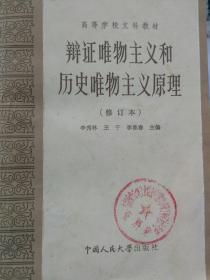 高等学校文科教材
辩证唯物主义和
历史唯物主义原理
(修订本)
李秀林 王于 李淮春 主编
中国人民大学出版社